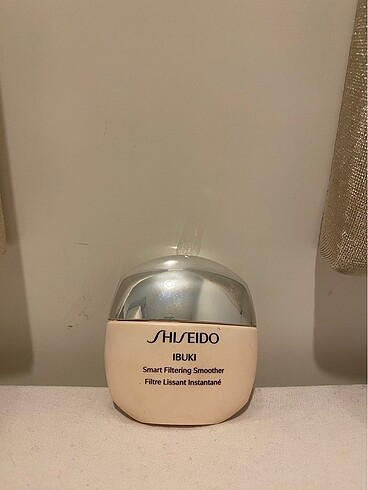 SHISEIDO
IBUKI
Smart Filtering Smoother
Filtre Lissant Instantané